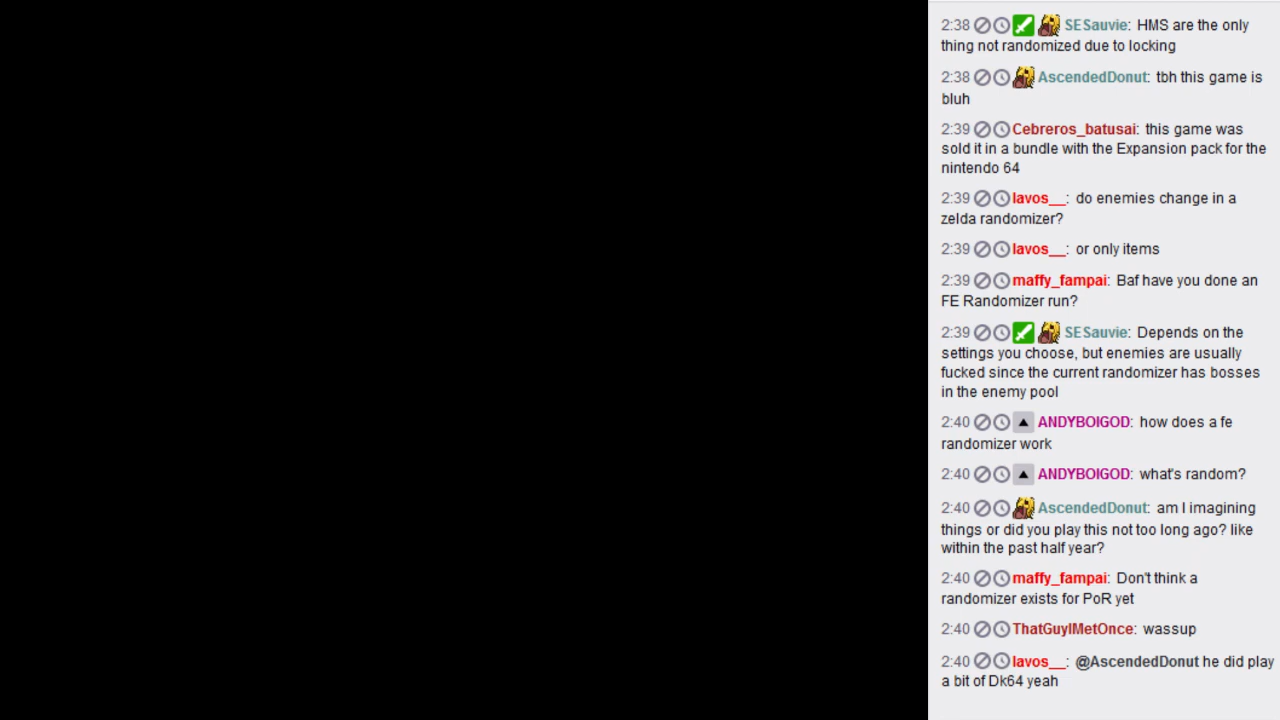 2:38 SESauvie: HMS are the only
thing not randomized due to locking
2:38 AscendedDonut: tbh this game is
bluh
2:39 Cebreros_batusai: this game was
sold it in a bundle with the Expansion pack for the
nintendo 64
2:39 lavos__: do enemies change in a
zelda randomizer?
2:39 lavos__: or only items
2:39 maffy_fampai: Baf have you done an
FE Randomizer run?
2:39 SESauvie: Depends on the
settings you choose, but enemies are usually
fucked since the current randomizer has bosses
in the enemy pool
2:40 ANDYBOIGOD: how does a fe
randomizer work
2:40 ANDYBOIGOD: what's random?
2:40 AscendedDonut: am I imagining
things or did you play this not too long ago? like
within the past half year?
2:40 maffy_fampai: Don't think a
randomizer exists for PoR yet
2:40 ThatGuyIMetOnce: wassup
2:40 lavos__: @AscendedDonut he did play
a bit of Dk64 yeah